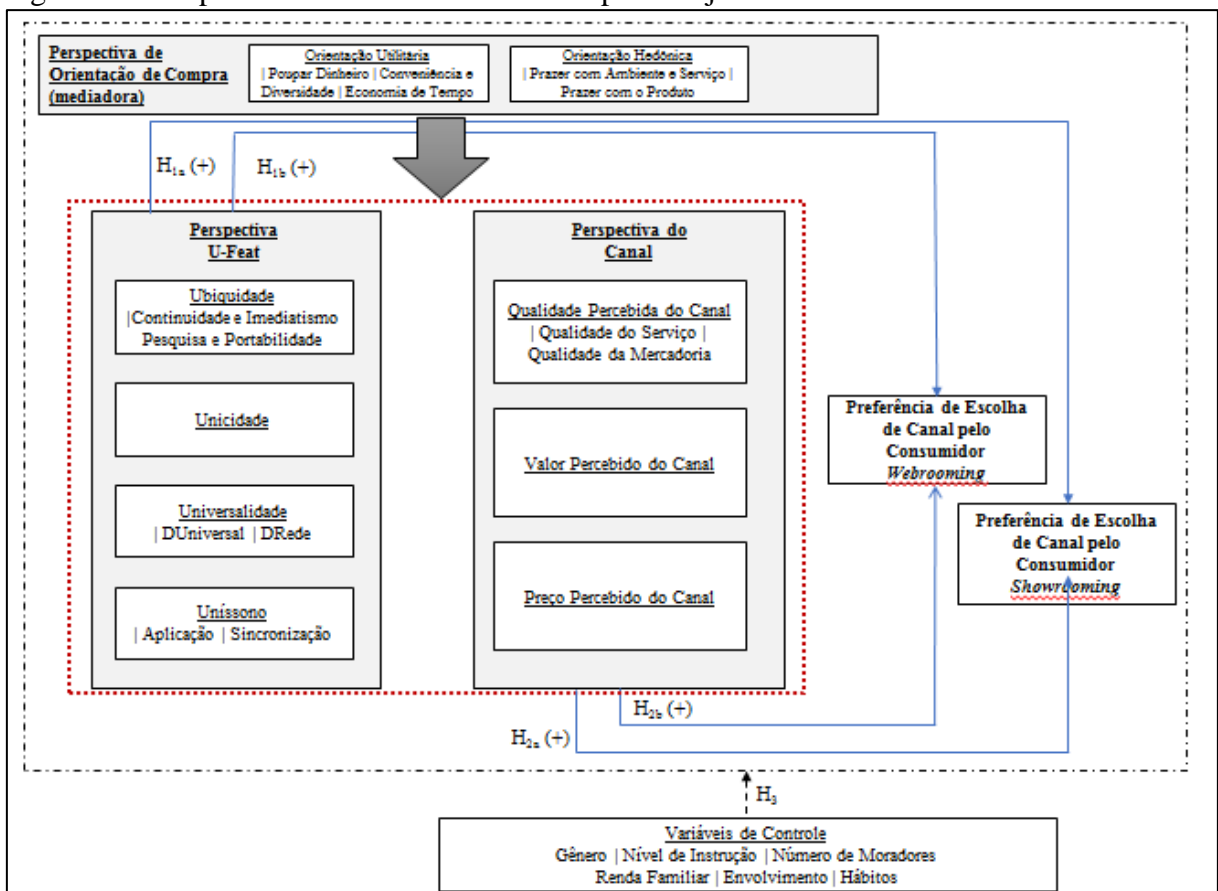 Perspectiva de
Orientação de Compra
(mediadora)
Orientação Utilitária
| Poupar Dinheiro | Conveniência e
Diversidade | Economia de Tempo
Orientação Hedônica
| Prazer com Ambiente e Serviço |
Prazer com o Produto
H1a (+)
H1b (+)
Perspectiva
U-Feat
Ubiquidade
|Continuidade e Imediatismo
Pesquisa e Portabilidade
Unicidade
Universalidade
| DUniversal | DRede
Uníssono
| Aplicação | Sincronização
Perspectiva do
Canal
Qualidade Percebida do Canal
| Qualidade do Serviço |
Qualidade da Mercadoria
Valor Percebido do Canal
Preço Percebido do Canal
Preferência de Escolha
de Canal pelo
Consumidor
Webrooming
Preferência de Escolha
de Canal pelo
Consumidor
Showrooming
H2b (+)
H2a (+)
H3
Variáveis de Controle
Gênero | Nível de Instrução | Número de Moradores
Renda Familiar | Envolvimento | Hábitos